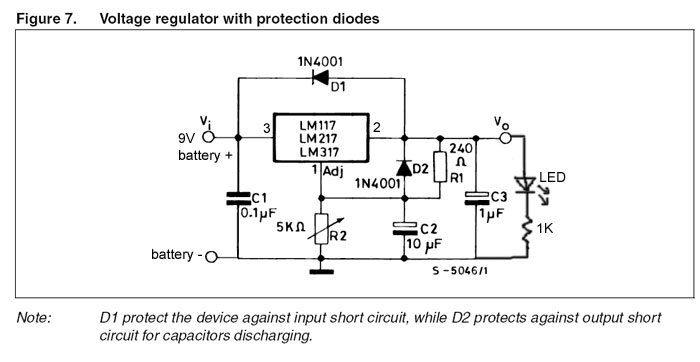 Figure 7. Voltage regulator with protection diodes
1N4001
D1
Vi
9V
battery +
3
LM117
LM217
LM317
2
1 Adj
D2
1N4001
240
Ω
R1
Vo
LED
C1
0.1µF
5KΩ
R2
C2
10 µF
C3
1µF
1K
battery -
S-5046/1
Note: D1 protect the device against input short circuit, while D2 protects against output short
circuit for capacitors discharging.